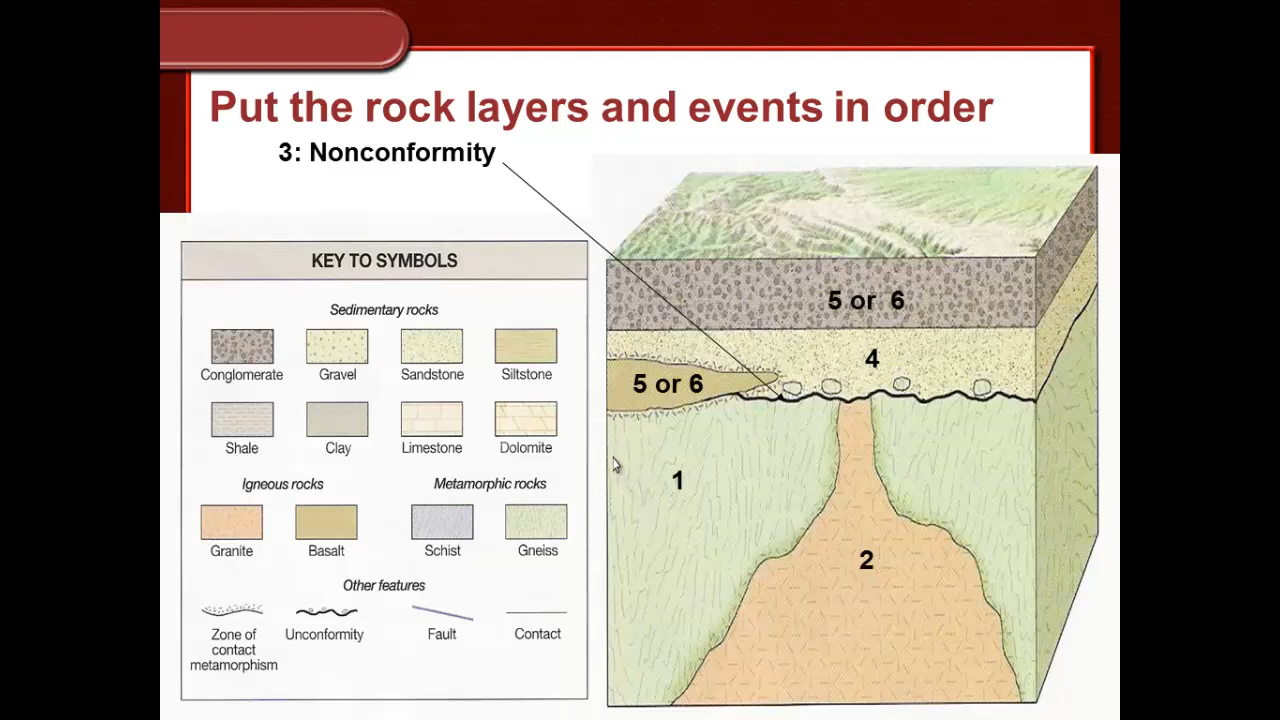 Put the rock layers and events in order
3: Nonconformity
KEY TO SYMBOLS
Sedimentary rocks
Conglomerate Gravel Sandstone Siltstone
Shale Clay Limestone Dolomite
Igneous rocks Metamorphic rocks
Granite Basalt Schist Gneiss
Other features
Zone of contact metamorphism Unconformity Fault Contact
5 or 6
4
5 or 6
1
2